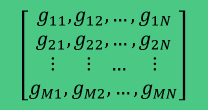 g₁₁, g₁₂, ..., g₁N
g₂₁, g₂₂, ..., g₂N
⋮ ⋮ ... ⋮
gM₁, gM₂, ..., gMN